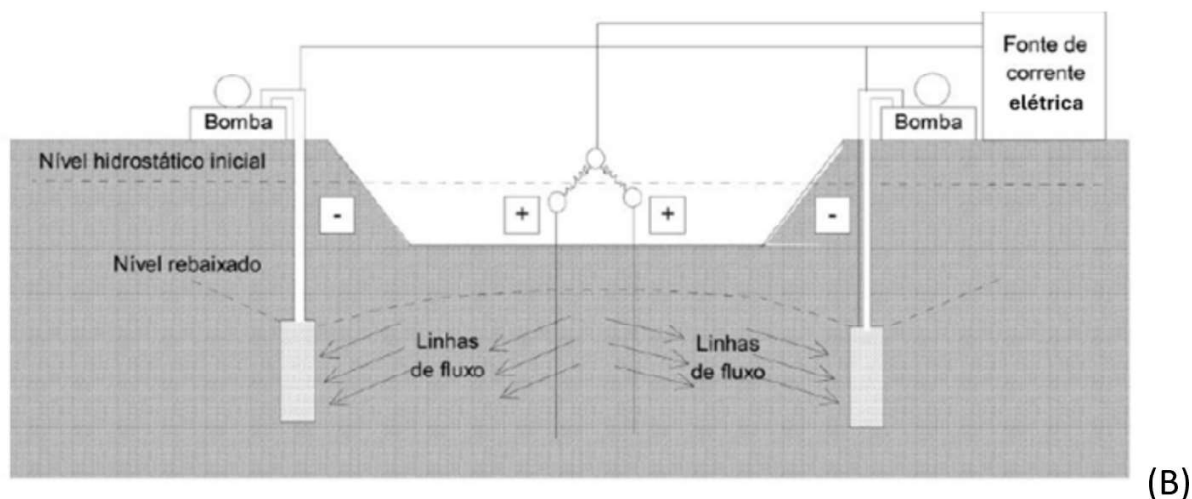 Fonte de
corrente
elétrica
Bomba
Bomba
Nível hidrostático inicial
-
+
+
-
Nível rebaixado
Linhas
de fluxo
Linhas
de fluxo
(B)